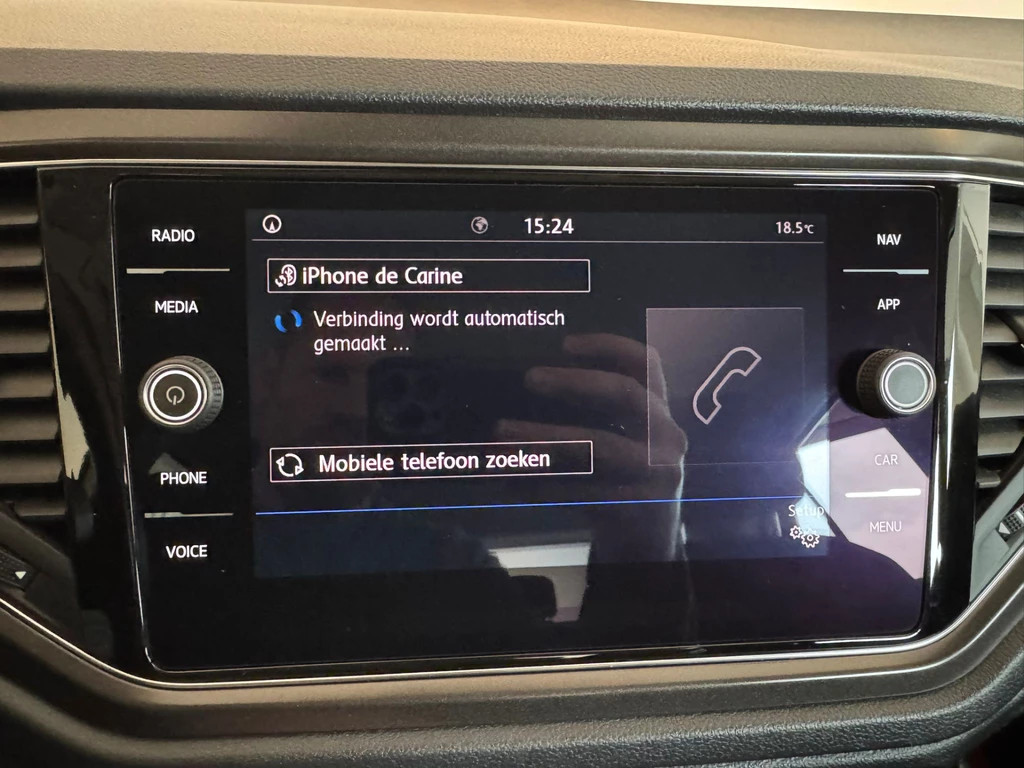 RADIO
MEDIA
PHONE
VOICE
15:24
18.5°C
iPhone de Carine
Verbinding wordt automatisch
gemaakt ...
Mobiele telefoon zoeken
Setup
NAV
APP
CAR
MENU